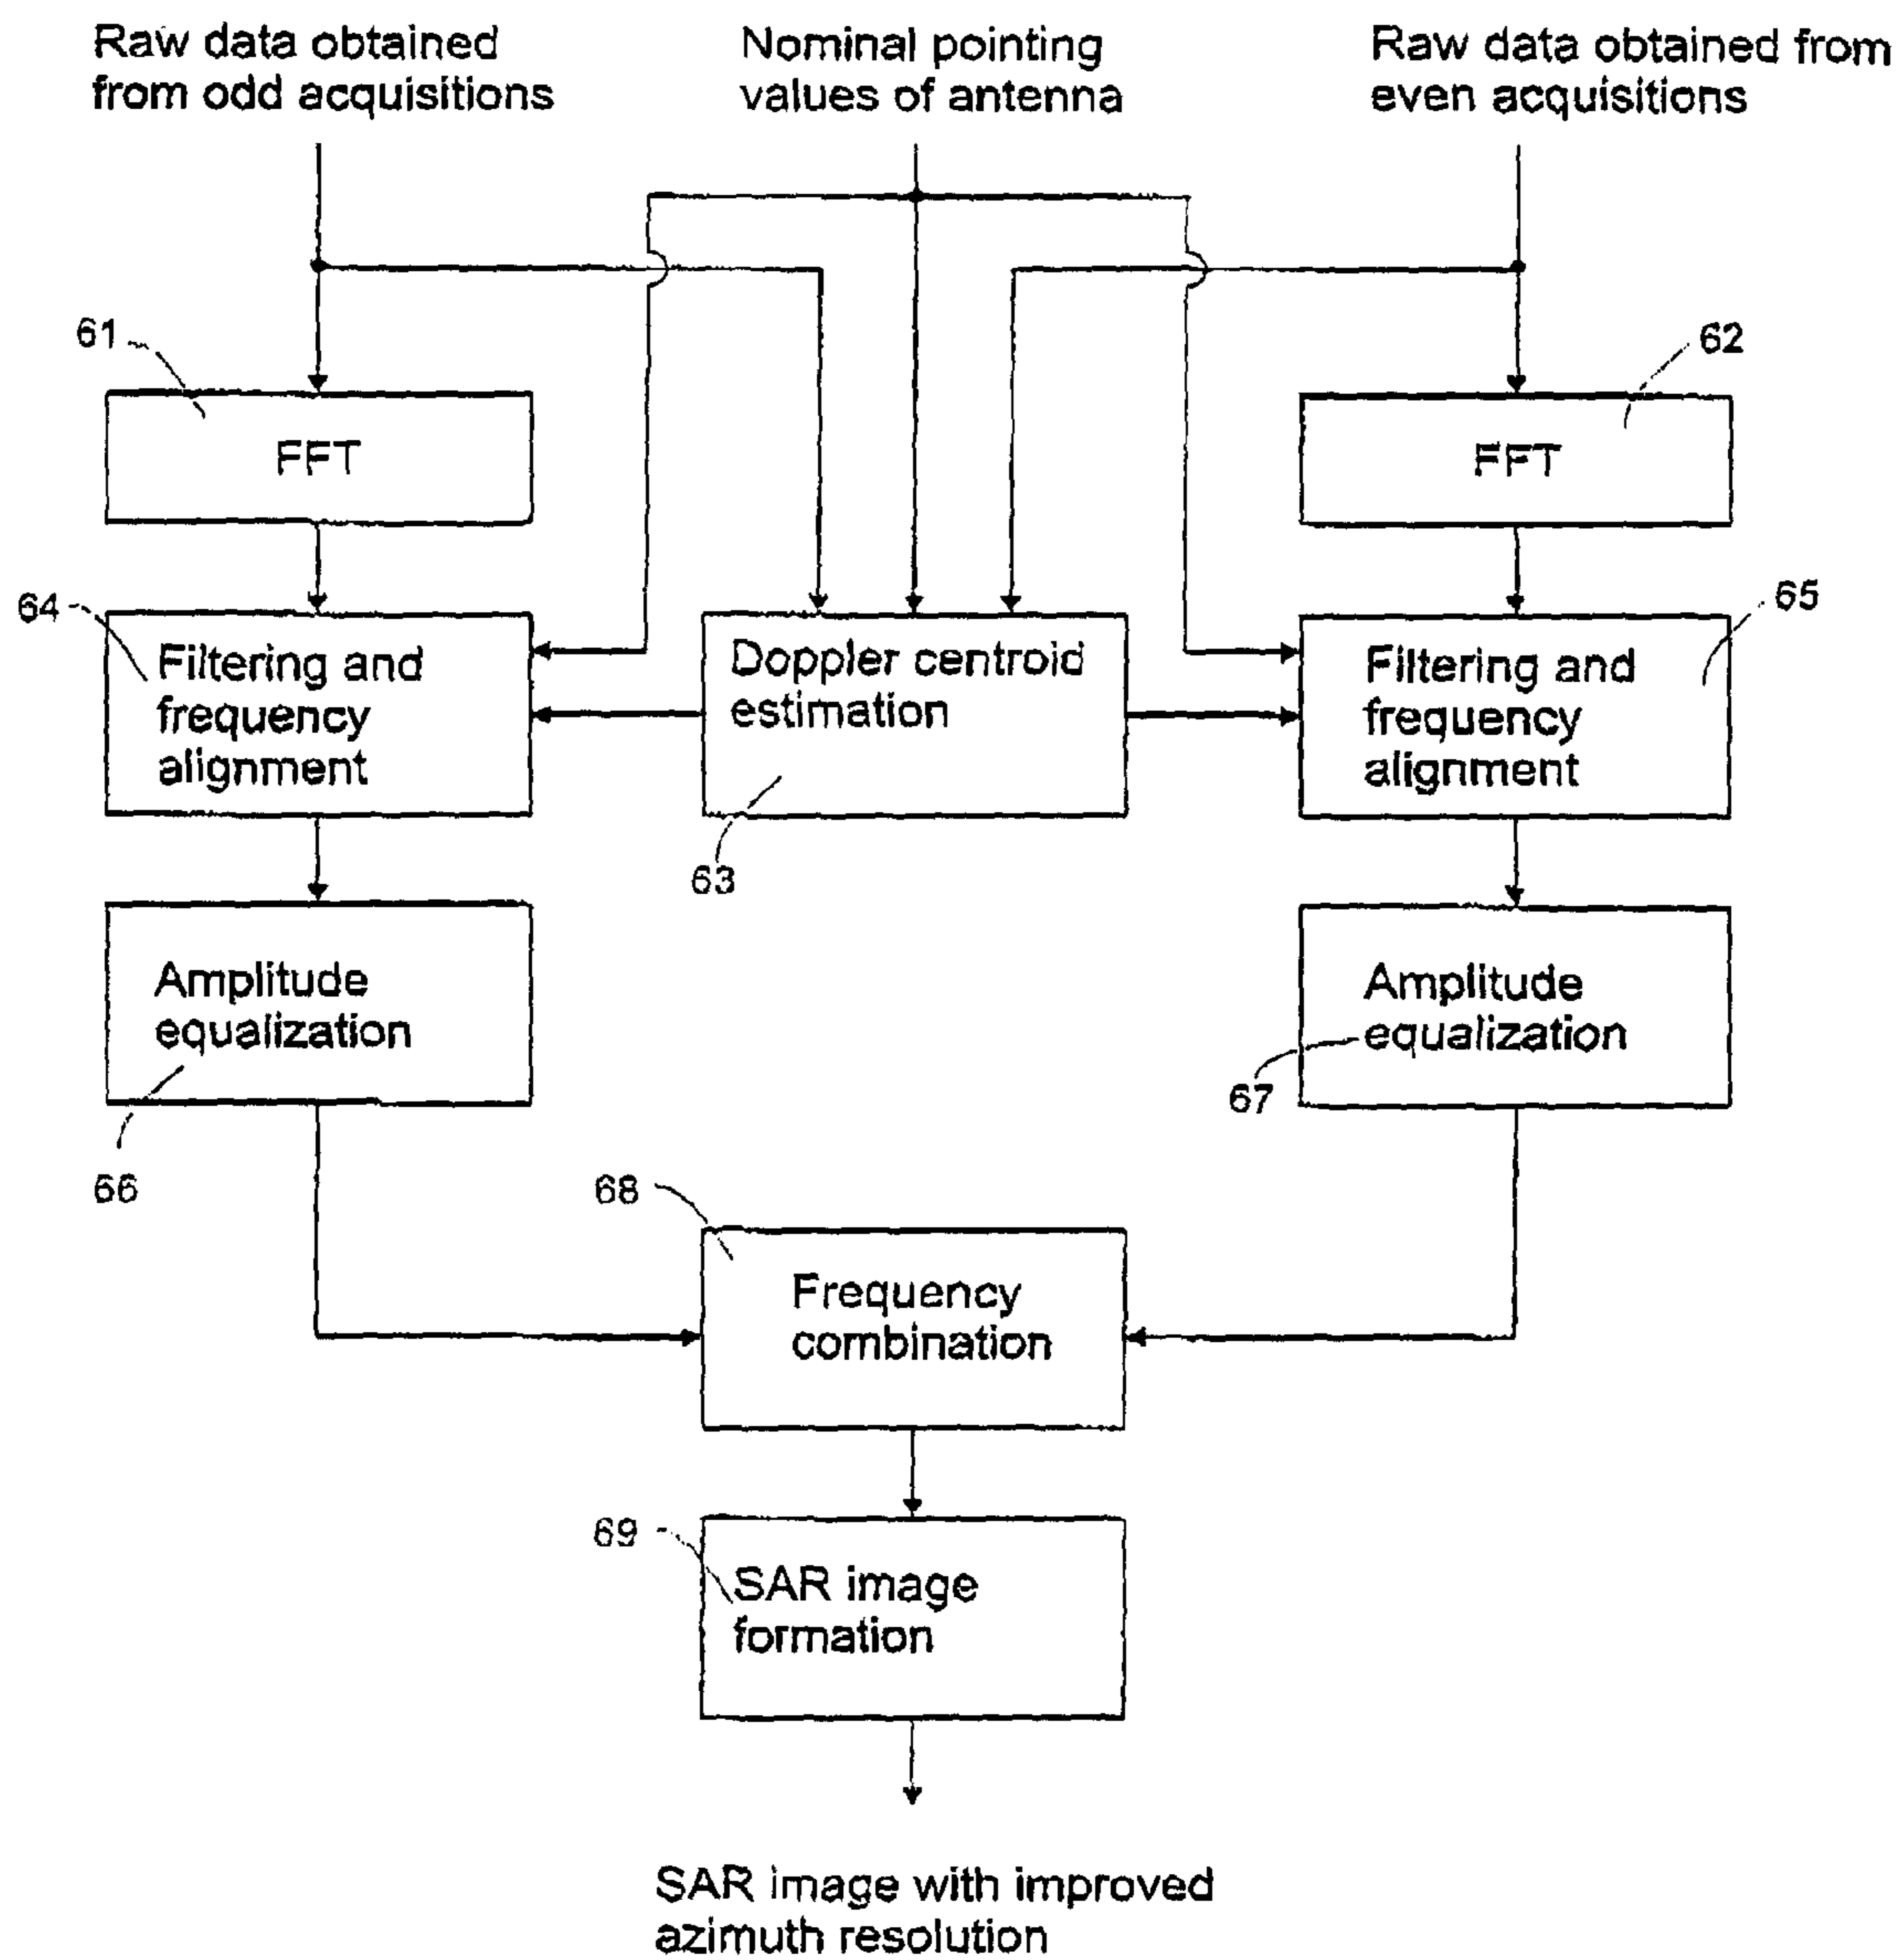 Raw data obtained
from odd acquisitions
Nominal pointing
values of antenna
Raw data obtained from
even acquisitions
61
62
FFT
FFT
64
65
Filtering and
frequency
alignment
Doppler centroid
estimation
Filtering and
frequency
alignment
63
Amplitude
equalization
Amplitude
equalization
67
66
68
Frequency
combination
69
SAR image
formation
SAR image with improved
azimuth resolution